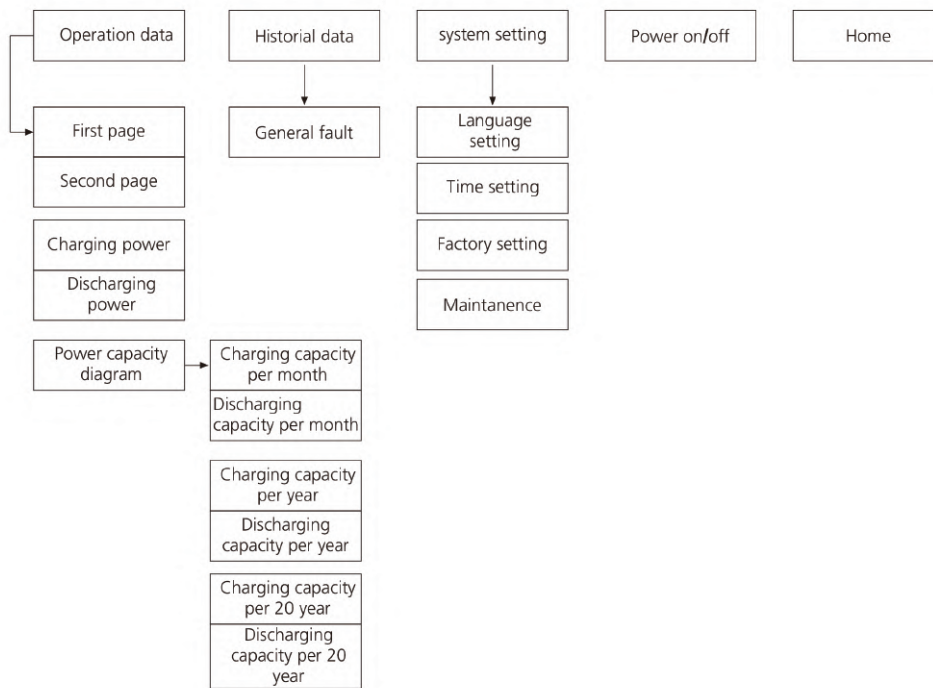 Operation data
Historial data
system setting
Power on/off
Home
First page
Second page
General fault
Language
setting
Time setting
Charging power
Discharging
power
Factory setting
Maintanence
Power capacity
diagram
Charging capacity
per month
Discharging
capacity per month
Charging capacity
per year
Discharging
capacity per year
Charging capacity
per 20 year
Discharging
capacity per 20
year